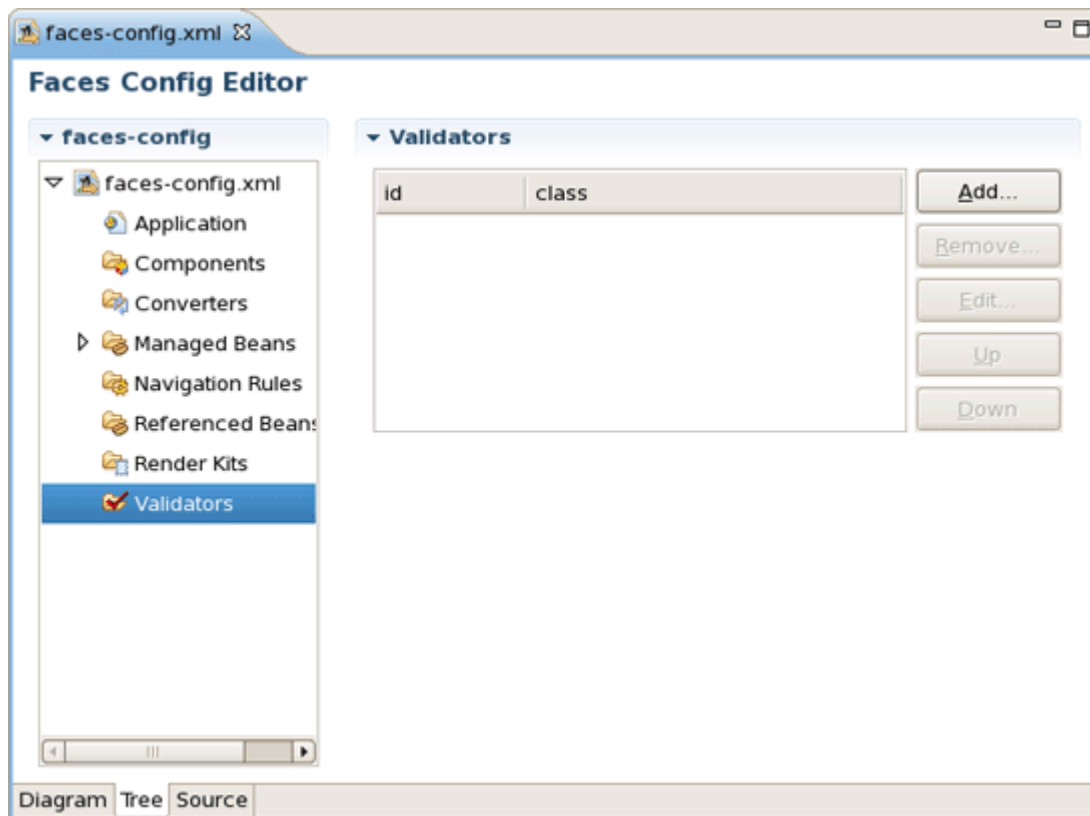 faces-config.xml
Faces Config Editor
faces-config
faces-config.xml
Application
Components
Converters
Managed Beans
Navigation Rules
Referenced Beans
Render Kits
Validators
Validators
id class
Add...
Remove...
Edit...
Up
Down
Diagram Tree Source